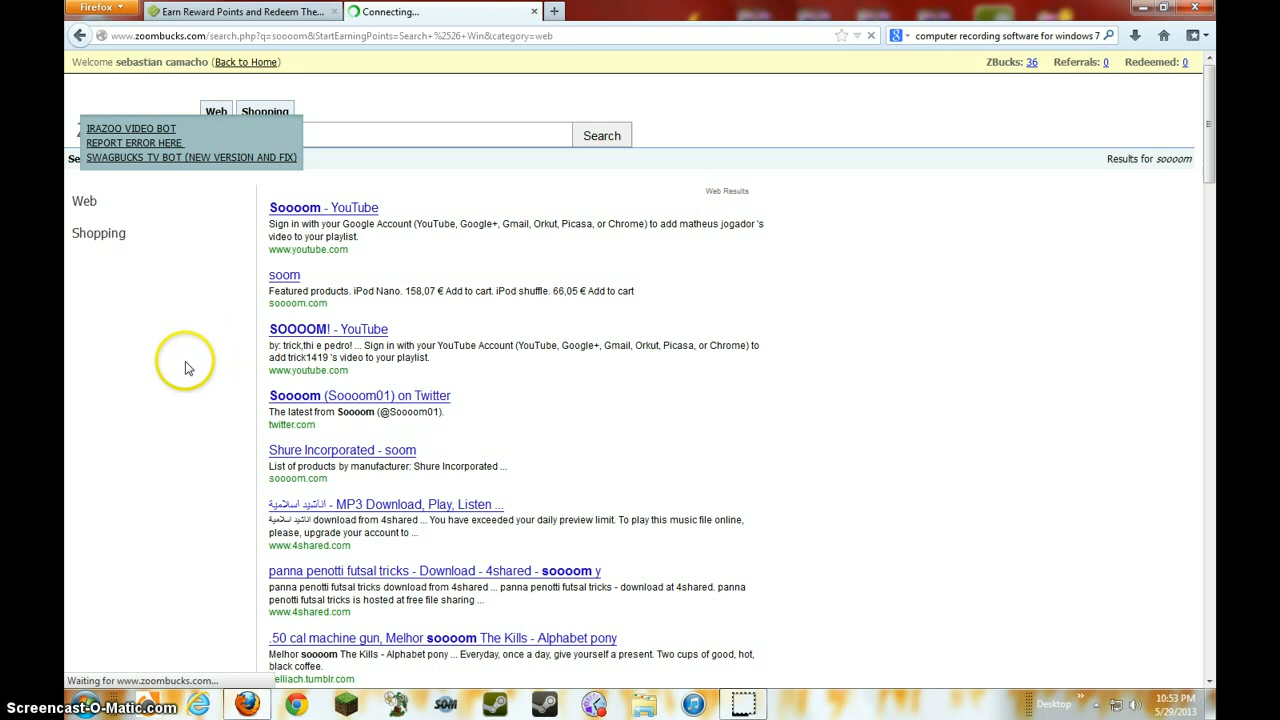 Firefox
Earn Reward Points and Redeem The...
Connecting...
www.zoombucks.com/search.php?q=soooom&StartEarningPoints=Search+%2526+Win&category=web
computer recording software for windows 7
Welcome sebastian camacho (Back to Home)
ZBucks: 36 Referrals: 0 Redeemed: 0
Web Shopping
IRAZOO VIDEO BOT
REPORT ERROR HERE
SWAGBUCKS TV BOT (NEW VERSION AND FIX)
Search
Se
Results for soooom
Web
Shopping
Web Results
Soooom - YouTube
Sign in with your Google Account (YouTube, Google+, Gmail, Orkut, Picasa, or Chrome) to add matheus jogador 's
video to your playlist.
www.youtube.com
soom
Featured products. iPod Nano. 158,07 € Add to cart. iPod shuffle. 66,05 € Add to cart
soooom.com
SOOOOM! - YouTube
by: trick,thi e pedro! ... Sign in with your YouTube Account (YouTube, Google+, Gmail, Orkut, Picasa, or Chrome) to
add trick1419 's video to your playlist.
www.youtube.com
Soooom (Soooom01) on Twitter
The latest from Soooom (@Soooom01).
twitter.com
Shure Incorporated - soom
List of products by manufacturer: Shure Incorporated ...
soooom.com
اناشيد اسلامية - MP3 Download, Play, Listen ...
اناشيد اسلامية download from 4shared ... You have exceeded your daily preview limit. To play this music file online,
please, upgrade your account to ...
www.4shared.com
panna penotti futsal tricks - Download - 4shared - soooom y
panna penotti futsal tricks download from 4shared ... panna penotti futsal tricks - download at 4shared. panna
penotti futsal tricks is hosted at free file sharing ...
www.4shared.com
.50 cal machine gun, Melhor soooom The Kills - Alphabet pony
Melhor soooom The Kills - Alphabet pony ... Everyday, once a day, give yourself a present. Two cups of good, hot,
black coffee.
elliach.tumblr.com
Waiting for www.zoombucks.com...
SOM
Desktop
10:53 PM
5/29/2013
Screencast-O-Matic.com